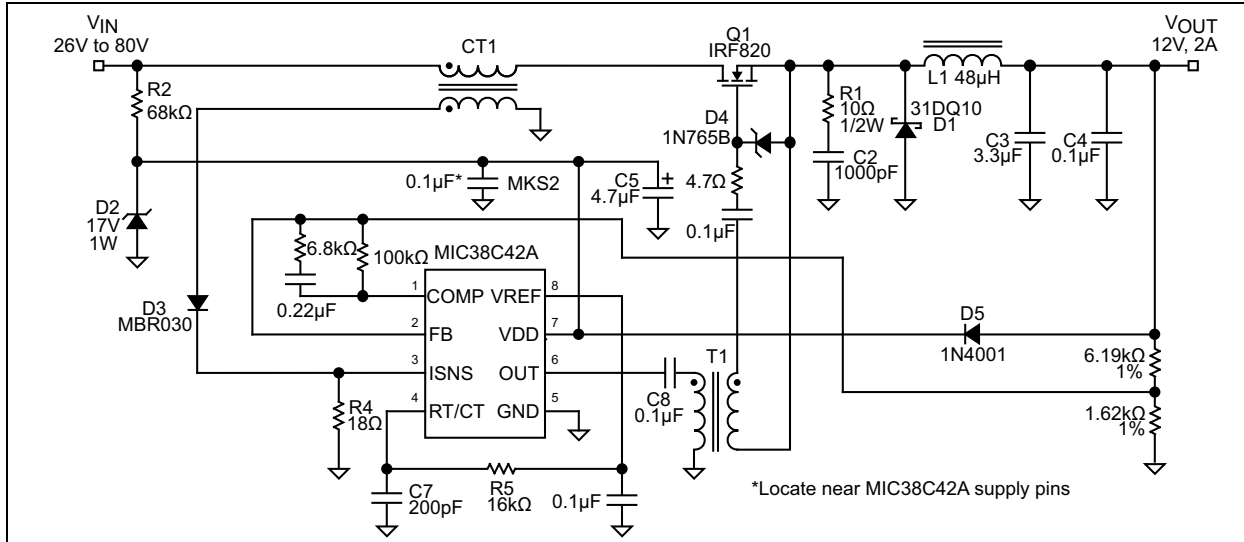 VIN
26V to 80V
CT1
Q1
IRF820
VOUT
12V, 2A
R2
68kΩ
L1 48µH
R1
10Ω
1/2W
31DQ10
D1
D4
1N765B
C3
3.3µF
C4
0.1µF
C2
1000pF
0.1µF*
MKS2
C5
4.7µF
+
4.7Ω
0.1µF
D2
17V
1W
6.8kΩ
100kΩ
MIC38C42A
0.22µF
1
COMP
VREF
8
2
FB
VDD
7
3
ISNS
OUT
6
4
RT/CT
GND
5
D3
MBR030
D5
1N4001
6.19kΩ
1%
T1
C8
0.1µF
1.62kΩ
1%
R4
18Ω
C7
200pF
R5
16kΩ
0.1µF
*Locate near MIC38C42A supply pins